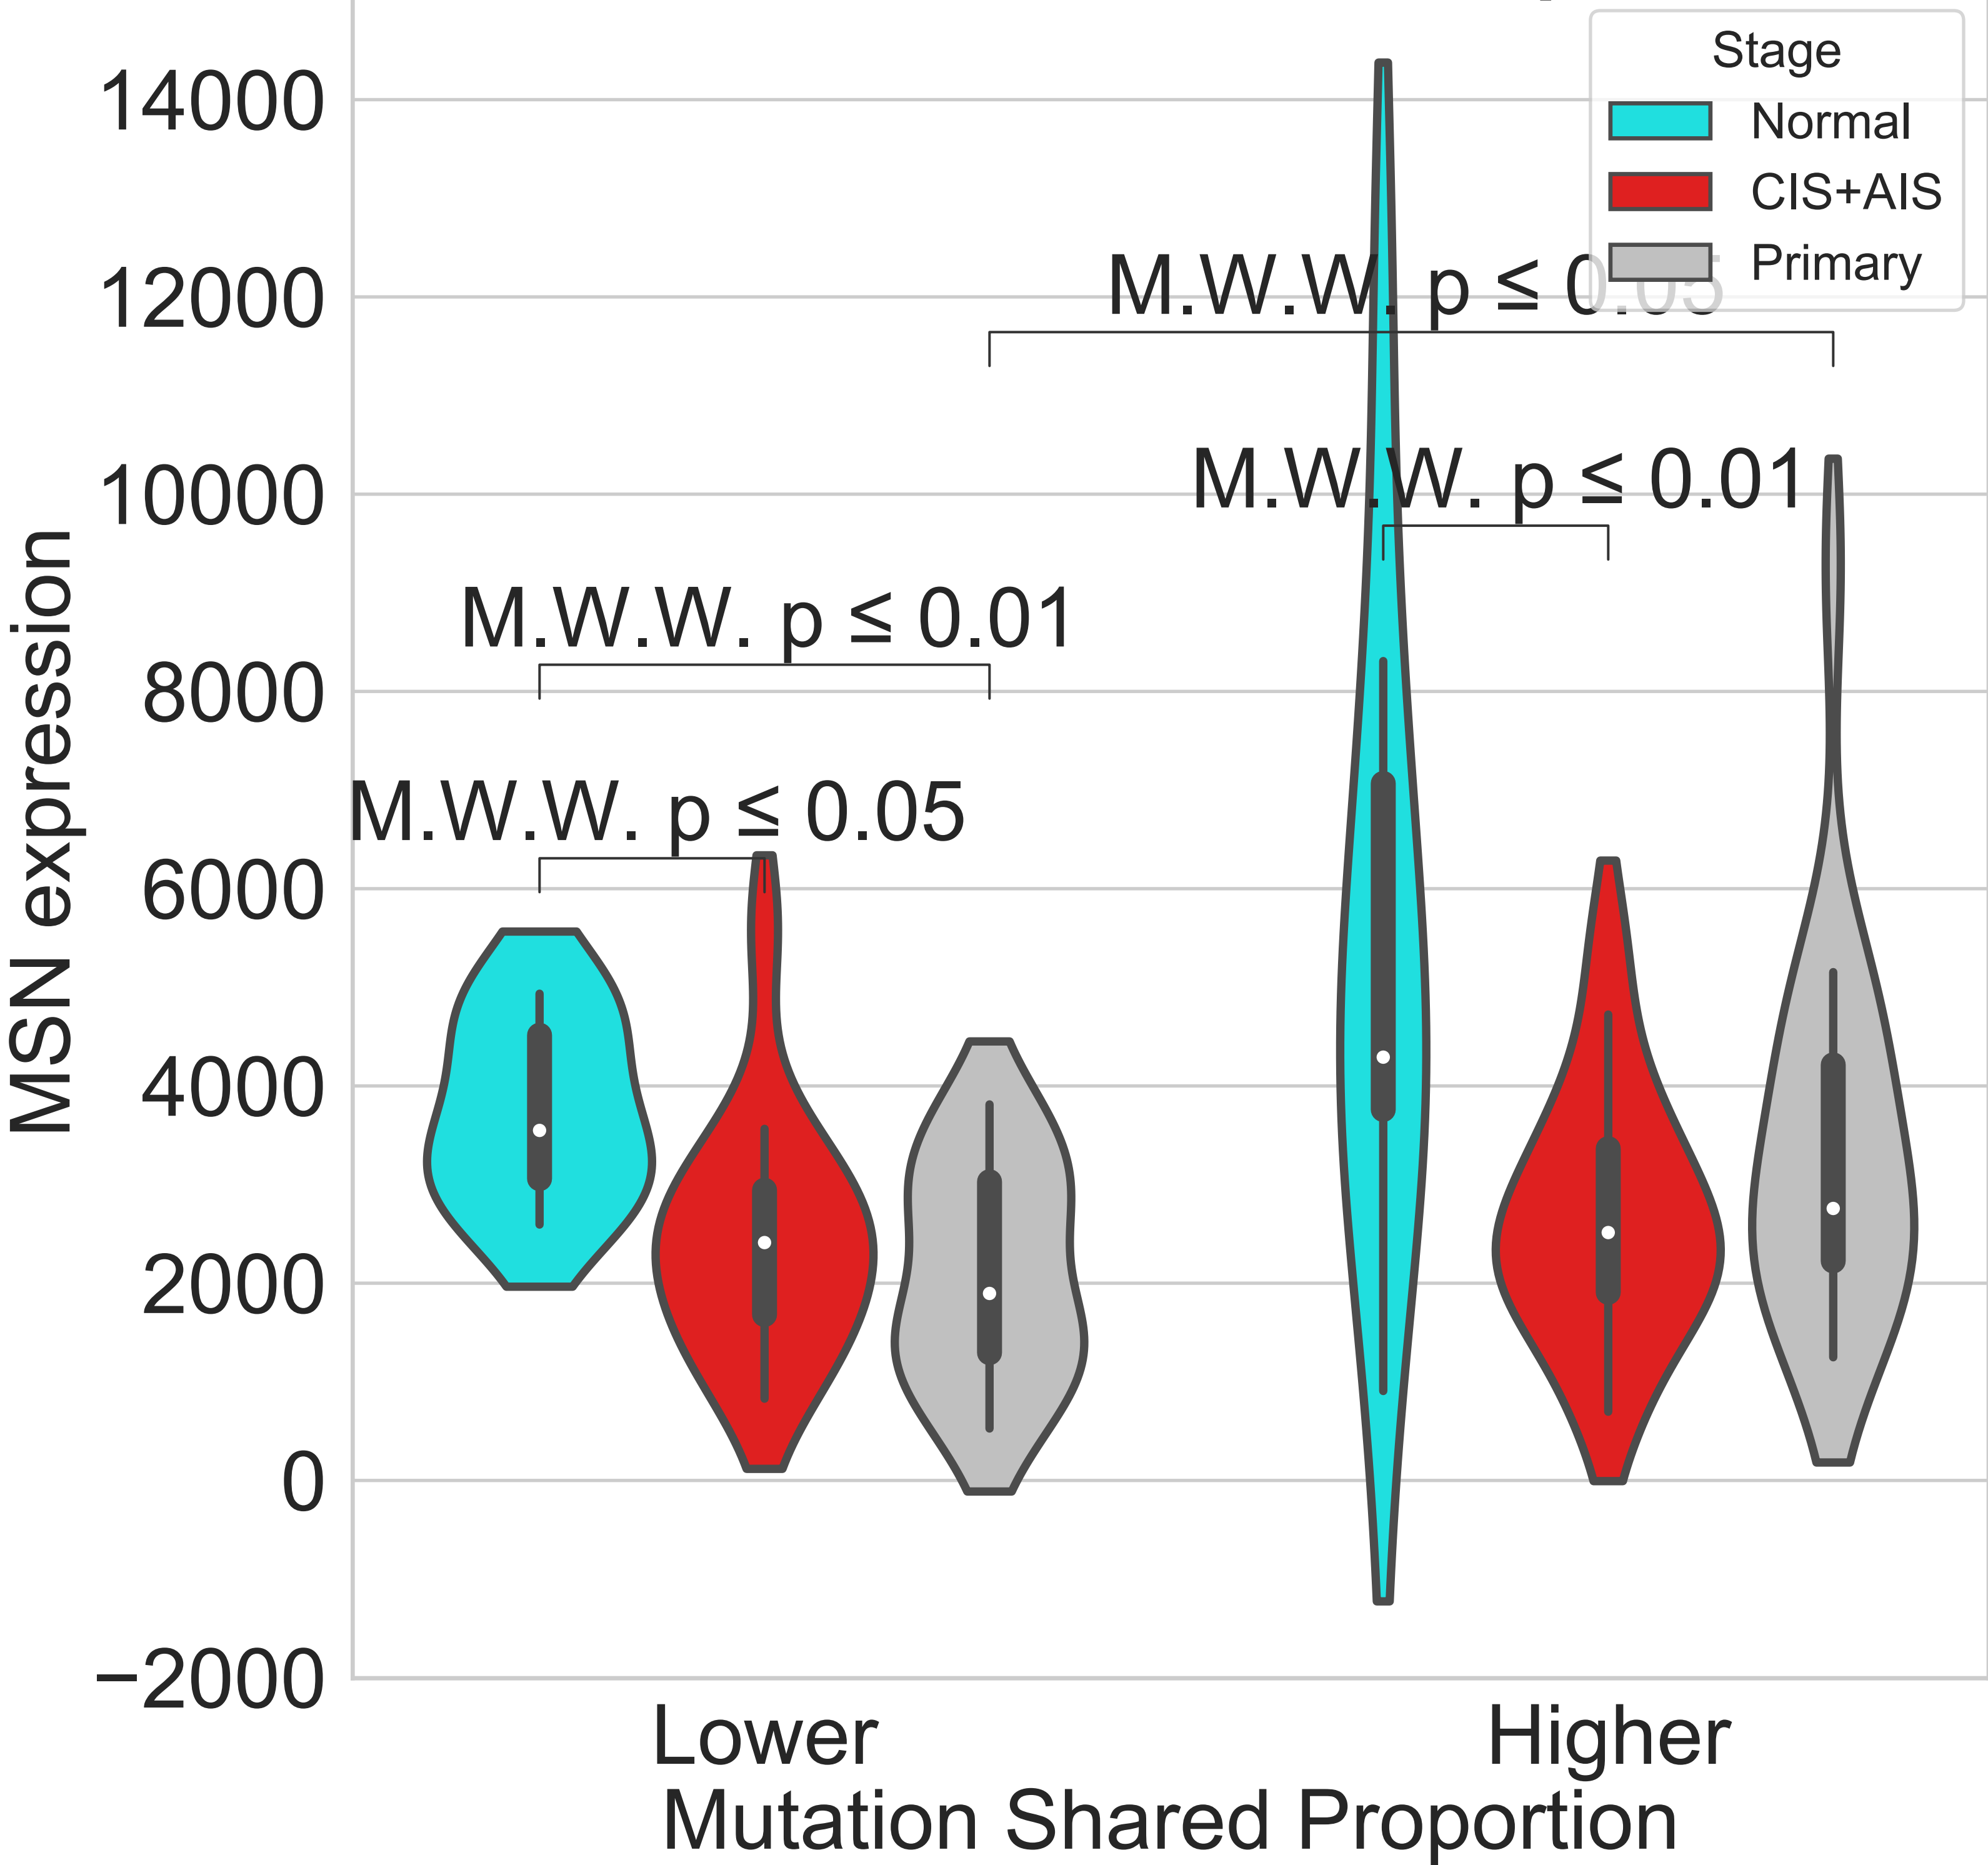 Stage
Normal
CIS+AIS
Primary
14000
12000
10000
8000
6000
4000
2000
0
−2000
MSN expression
M.W.W. p ≤ 0.05
M.W.W. p ≤ 0.01
M.W.W. p ≤ 0.01
M.W.W. p ≤ 0.05
Lower
Higher
Mutation Shared Proportion